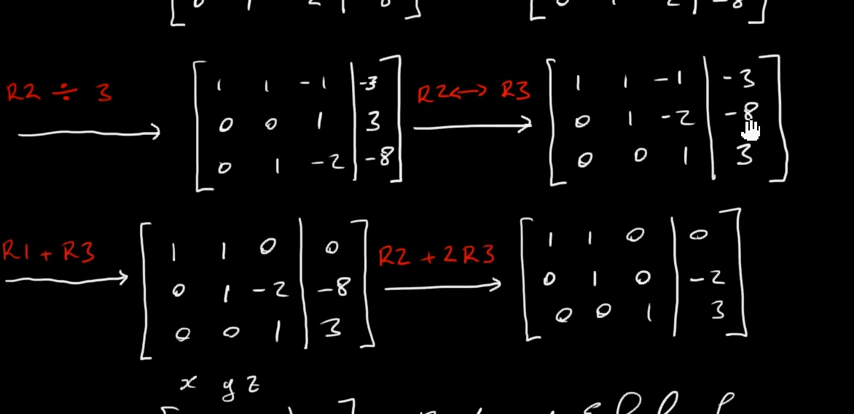 R2 ÷ 3
1 1 -1 | -3
0 0 1 | 3
0 1 -2 | -8
R2 ↔ R3
1 1 -1 | -3
0 1 -2 | -8
0 0 1 | 3
R1 + R3
1 1 0 | 0
0 1 -2 | -8
0 0 1 | 3
R2 + 2R3
1 1 0 | 0
0 1 0 | -2
0 0 1 | 3
x y z